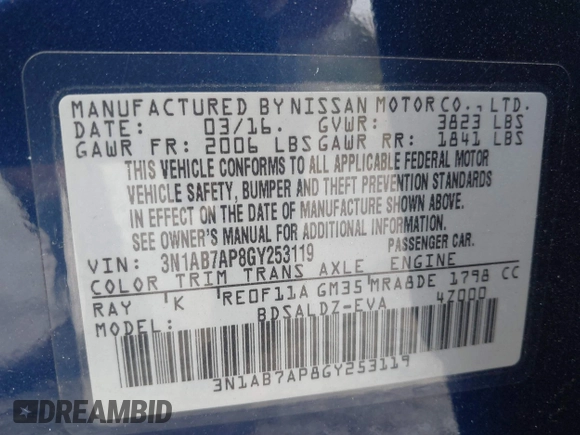 MANUFACTURED BY NISSAN MOTOR CO., LTD.
DATE: 03/16. GVWR: 3823 LBS
GAWR FR: 2006 LBS GAWR RR: 1841 LBS
THIS VEHICLE CONFORMS TO ALL APPLICABLE FEDERAL MOTOR
VEHICLE SAFETY, BUMPER AND THEFT PREVENTION STANDARDS
IN EFFECT ON THE DATE OF MANUFACTURE SHOWN ABOVE.
SEE OWNER'S MANUAL FOR ADDITIONAL INFORMATION.
VIN: 3N1AB7AP8GY253119 PASSENGER CAR.
COLOR TRIM TRANS AXLE ENGINE
RAY K RE0F11A GM35 MRA8DE 1798 CC
MODEL: BDSALDZ-EVA 47000
3N1AB7AP8GY253119
DREAMBID